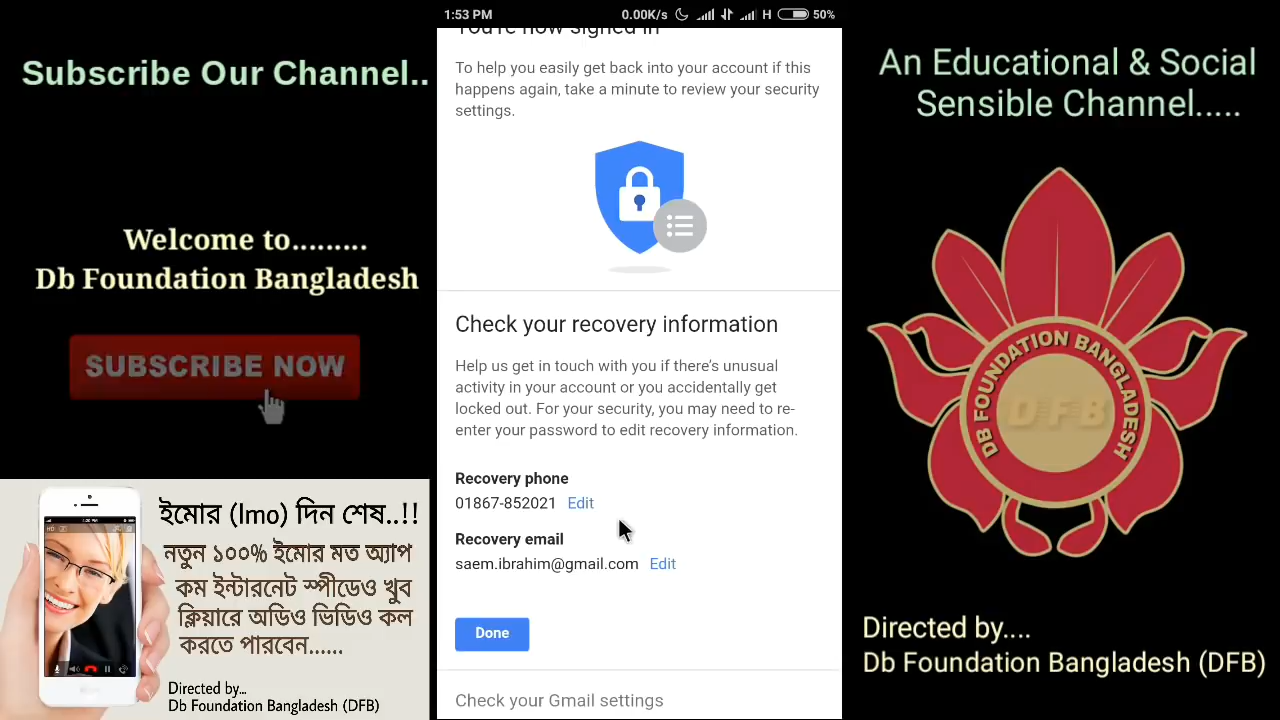 Subscribe Our Channel..
Welcome to.........
Db Foundation Bangladesh
SUBSCRIBE NOW
ইমোর (Imo) দিন শেষ..!!
নতুন ১০০% ইমোর মত অ্যাপ
কম ইন্টারনেট স্পীডেও খুব
ক্লিয়ারে অডিও ভিডিও কল
করতে পারবেন......
Directed by...
Db Foundation Bangladesh (DFB)
1:53 PM 0.00K/s H 50%
You're now signed in
To help you easily get back into your account if this
happens again, take a minute to review your security
settings.
Check your recovery information
Help us get in touch with you if there's unusual
activity in your account or you accidentally get
locked out. For your security, you may need to re-
enter your password to edit recovery information.
Recovery phone
01867-852021 Edit
Recovery email
saem.ibrahim@gmail.com Edit
Done
Check your Gmail settings
An Educational & Social
Sensible Channel.....
DB FOUNDATION BANGLADESH
DFB
Directed by....
Db Foundation Bangladesh (DFB)